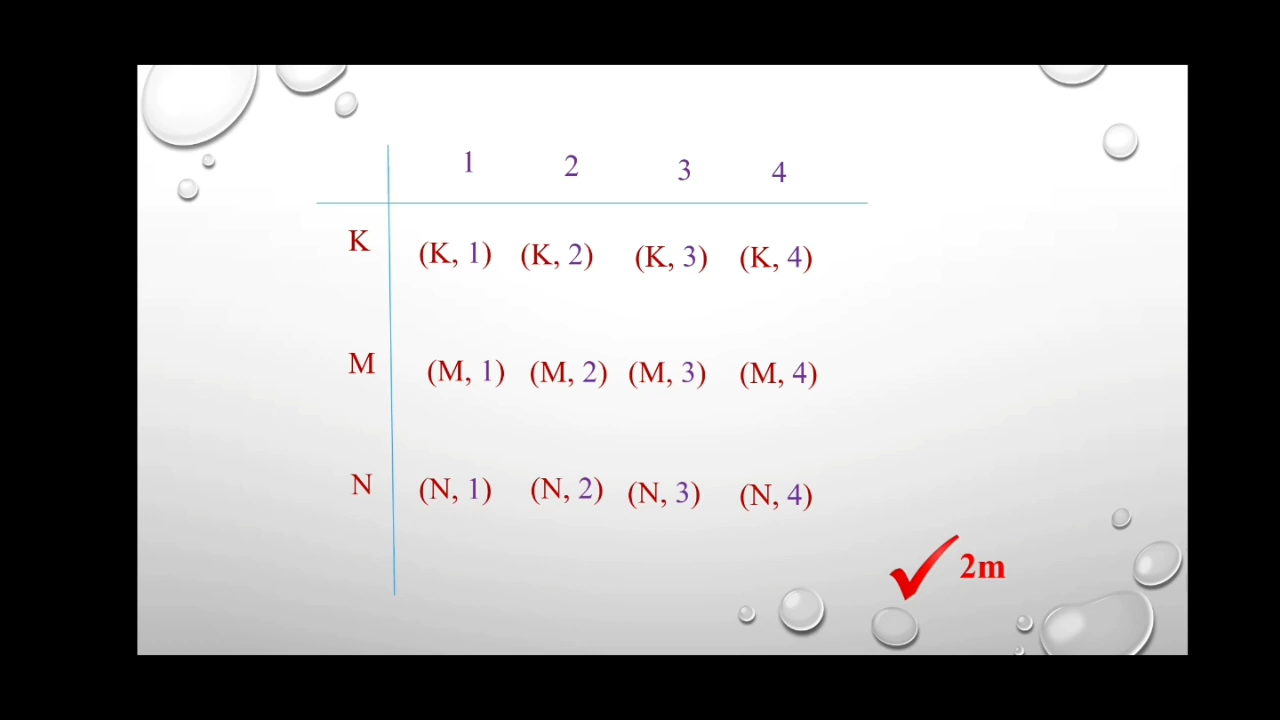 1 2 3 4
K (K, 1) (K, 2) (K, 3) (K, 4)
M (M, 1) (M, 2) (M, 3) (M, 4)
N (N, 1) (N, 2) (N, 3) (N, 4)
2m